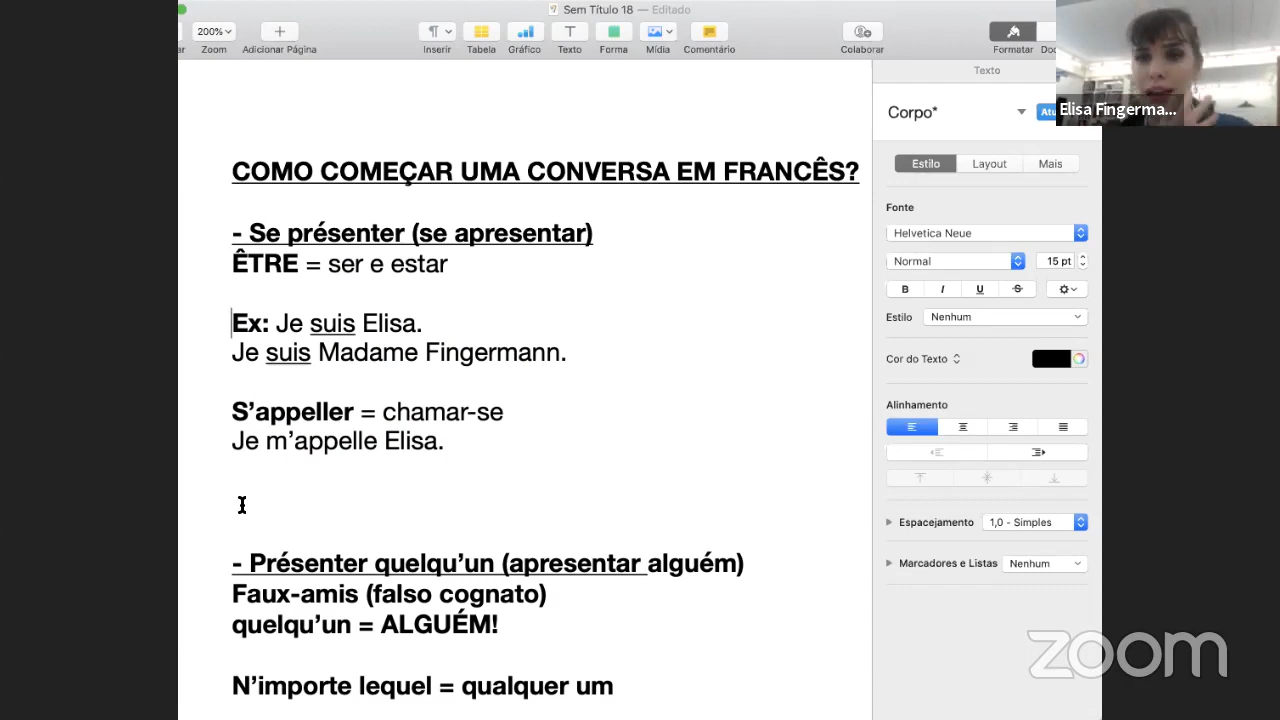 Sem Título 18 — Editado
200%
Zoom
Adicionar Página
Inserir
Tabela
Gráfico
Texto
Forma
Mídia
Comentário
Colaborar
Formatar
Texto
Elisa Fingerma...
Corpo*
COMO COMEÇAR UMA CONVERSA EM FRANCÊS?
- Se présenter (se apresentar)
ÊTRE = ser e estar
Ex: Je suis Elisa.
Je suis Madame Fingermann.
S’appeller = chamar-se
Je m’appelle Elisa.
- Présenter quelqu’un (apresentar alguém)
Faux-amis (falso cognato)
quelqu’un = ALGUÉM!
N’importe lequel = qualquer um
Estilo
Layout
Mais
Fonte
Helvetica Neue
Normal
15 pt
B I U S
Estilo
Nenhum
Cor do Texto
Alinhamento
Espacejamento
1,0 - Simples
Marcadores e Listas
Nenhum
zoom